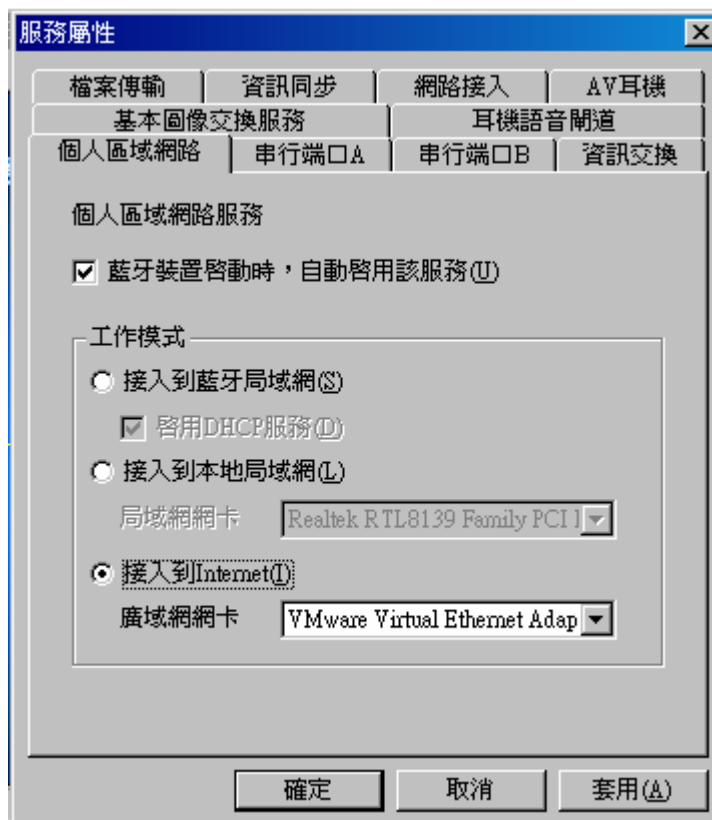 服務屬性
檔案傳輸 資訊同步 網路接入 AV耳機
基本圖像交換服務 耳機語音閘道
個人區域網路 串行端口A 串行端口B 資訊交換
個人區域網路服務
藍牙裝置啓動時，自動啓用該服務(U)
工作模式
接入到藍牙局域網(S)
啓用DHCP服務(D)
接入到本地局域網(L)
局域網網卡 Realtek RTL8139 Family PCI
接入到Internet(I)
廣域網網卡 VMware Virtual Ethernet Adap
確定 取消 套用(A)